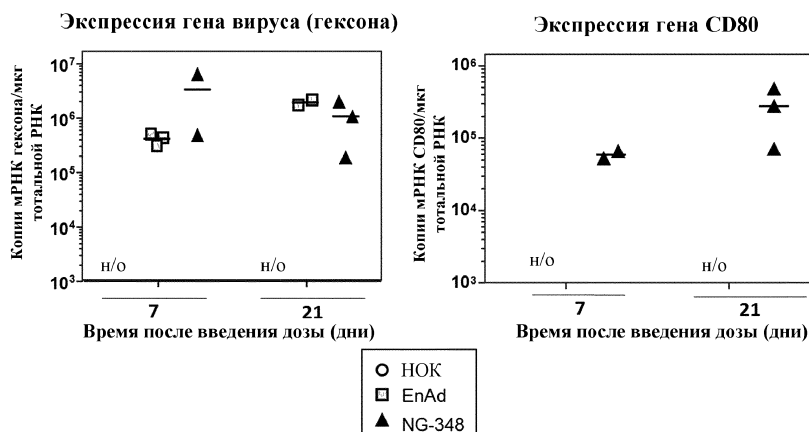 Экспрессия гена вируса (гексона)
Копии мРНК гексона/мкг
тотальной РНК
10⁷
10⁶
10⁵
10⁴
10³
н/о
н/о
7
21
Время после введения дозы (дни)
Экспрессия гена CD80
Копии мРНК CD80/мкг
тотальной РНК
10⁶
10⁵
10⁴
10³
н/о
н/о
7
21
Время после введения дозы (дни)
НОК
EnAd
NG-348